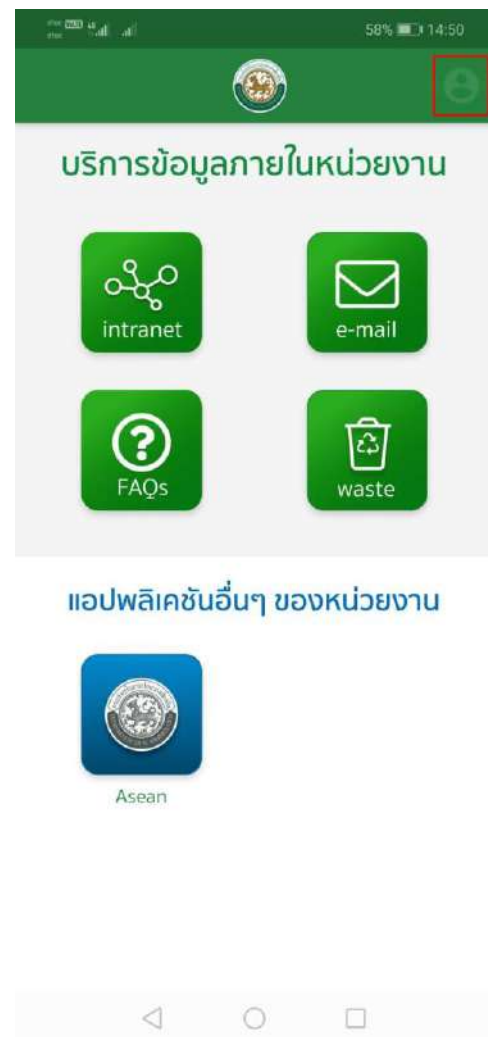 58% 14:50
บริการข้อมูลภายในหน่วยงาน
intranet
e-mail
FAQs
waste
แอปพลิเคชันอื่นๆ ของหน่วยงาน
Asean